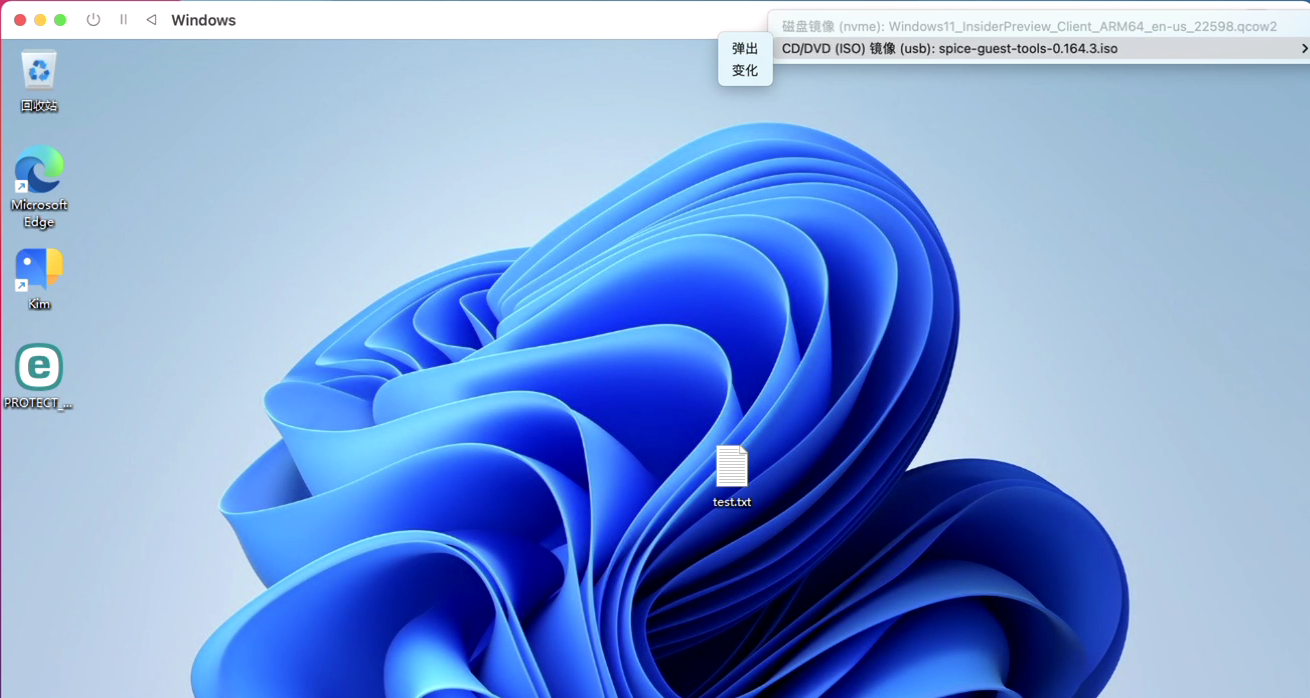 Windows
磁盘镜像 (nvme): Windows11_InsiderPreview_Client_ARM64_en-us_22598.qcow2
CD/DVD (ISO) 镜像 (usb): spice-guest-tools-0.164.3.iso
弹出
变化
回收站
Microsoft
Edge
Kim
PROTECT_...
test.txt